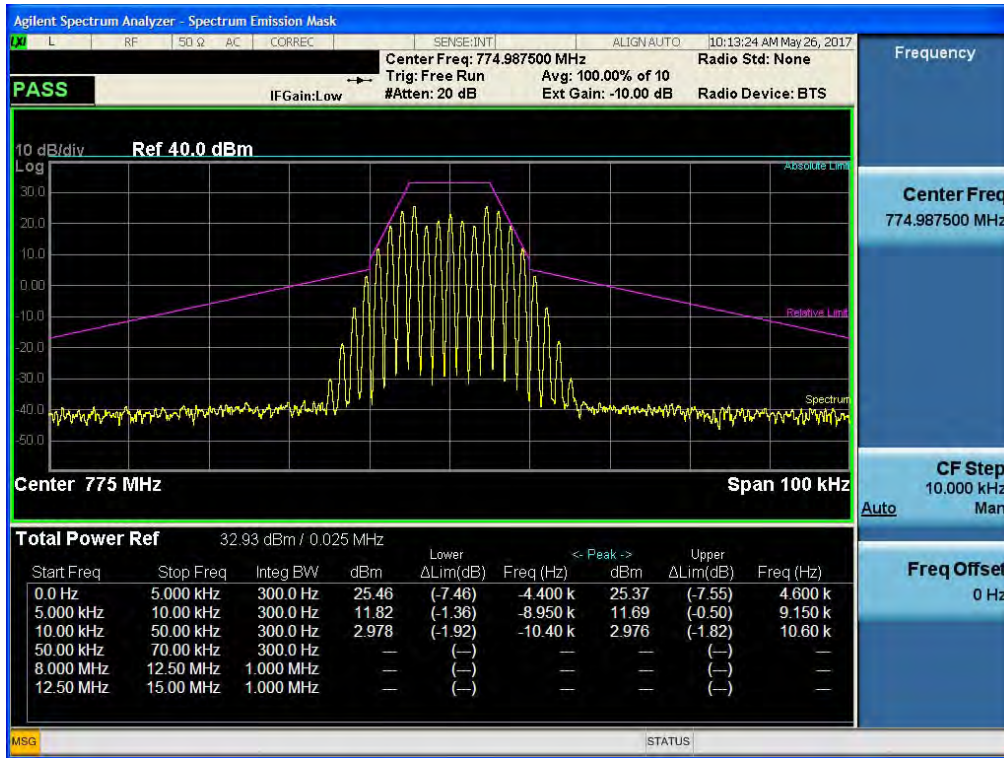 Agilent Spectrum Analyzer - Spectrum Emission Mask
LXI L RF 50 Ω AC CORREC SENSE:INT ALIGNAUTO 10:13:24 AM May 26, 2017
Center Freq: 774.987500 MHz Radio Std: None
Trig: Free Run Avg: 100.00% of 10
PASS IFGain:Low #Atten: 20 dB Ext Gain: -10.00 dB Radio Device: BTS
10 dB/div Ref 40.0 dBm
Log
Absolute Limit
30.0
20.0
10.0
0.00
-10.0
Relative Limit
-20.0
-30.0
-40.0
Spectrum
-50.0
Center 775 MHz Span 100 kHz
Total Power Ref 32.93 dBm / 0.025 MHz
Lower <- Peak -> Upper
Start Freq Stop Freq Integ BW dBm ΔLim(dB) Freq (Hz) dBm ΔLim(dB) Freq (Hz)
0.0 Hz 5.000 kHz 300.0 Hz 25.46 (-7.46) -4.400 k 25.37 (-7.55) 4.600 k
5.000 kHz 10.00 kHz 300.0 Hz 11.82 (-1.36) -8.950 k 11.69 (-0.50) 9.150 k
10.00 kHz 50.00 kHz 300.0 Hz 2.978 (-1.92) -10.40 k 2.976 (-1.82) 10.60 k
50.00 kHz 70.00 kHz 300.0 Hz --- (---) --- --- (---) ---
8.000 MHz 12.50 MHz 1.000 MHz --- (---) --- --- (---) ---
12.50 MHz 15.00 MHz 1.000 MHz --- (---) --- --- (---) ---
MSG STATUS
Frequency
Center Freq
774.987500 MHz
CF Step
10.000 kHz
Auto Man
Freq Offset
0 Hz